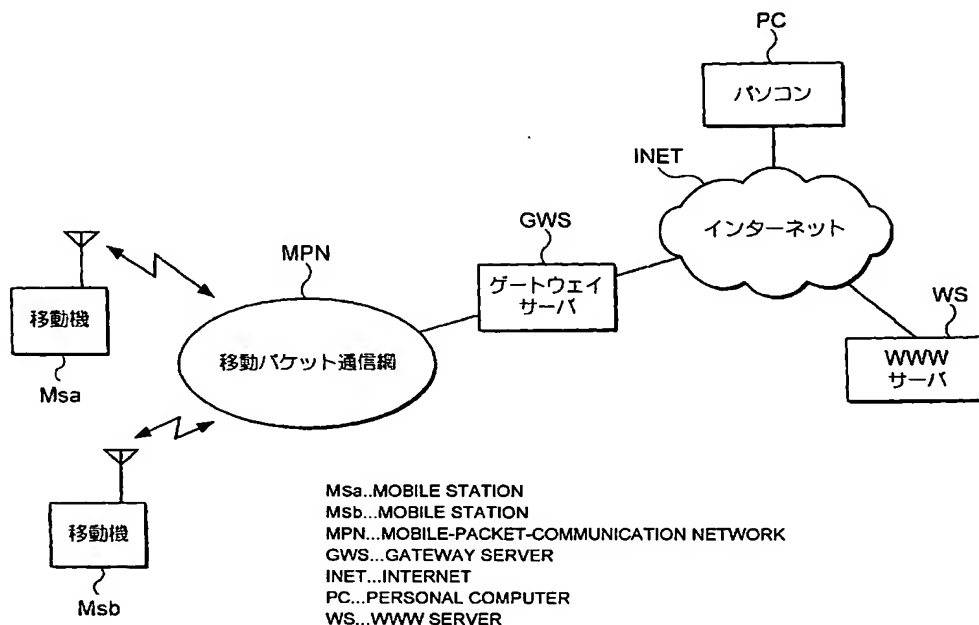 PC
パソコン
INET
インターネット
GWS
ゲートウェイ
サーバ
MPN
WS
移動機
WWW
サーバ
移動パケット通信網
Msa
移動機
Msb
Msa..MOBILE STATION
Msb...MOBILE STATION
MPN...MOBILE-PACKET-COMMUNICATION NETWORK
GWS...GATEWAY SERVER
INET...INTERNET
PC...PERSONAL COMPUTER
WS...WWW SERVER